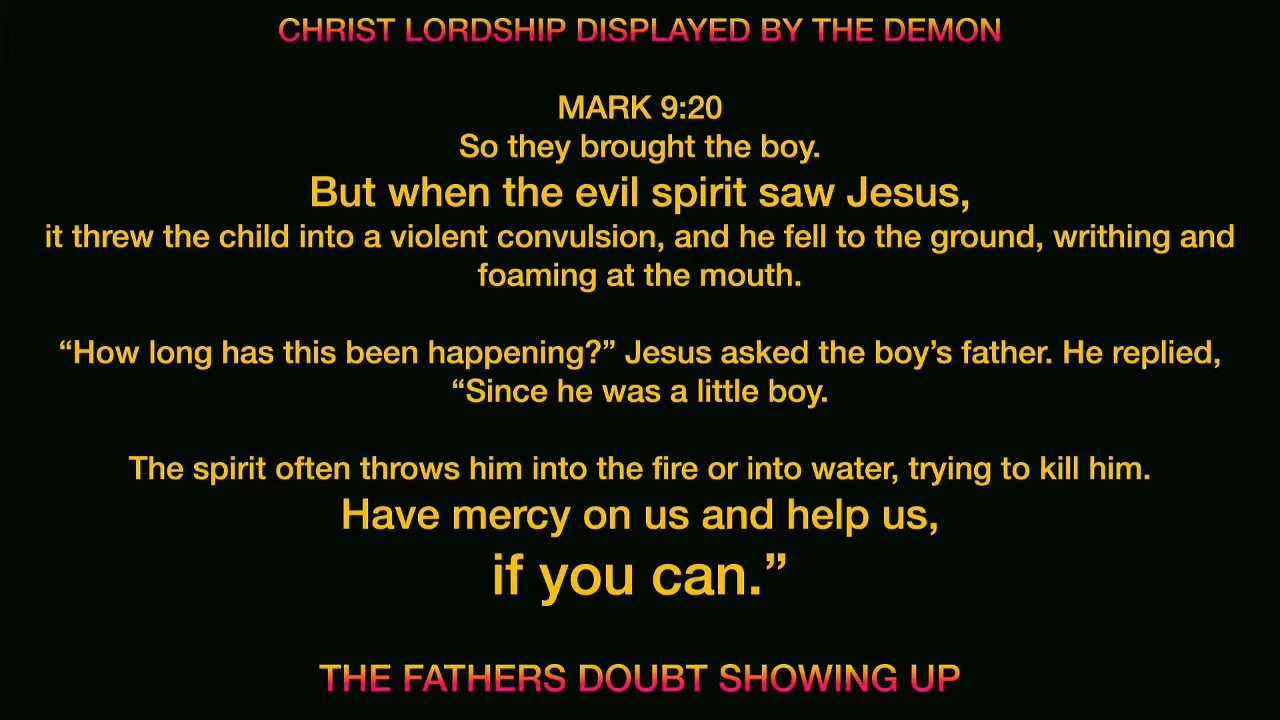 CHRIST LORDSHIP DISPLAYED BY THE DEMON
MARK 9:20
So they brought the boy.
But when the evil spirit saw Jesus,
it threw the child into a violent convulsion, and he fell to the ground, writhing and
foaming at the mouth.
“How long has this been happening?” Jesus asked the boy’s father. He replied,
“Since he was a little boy.
The spirit often throws him into the fire or into water, trying to kill him.
Have mercy on us and help us,
if you can.”
THE FATHERS DOUBT SHOWING UP